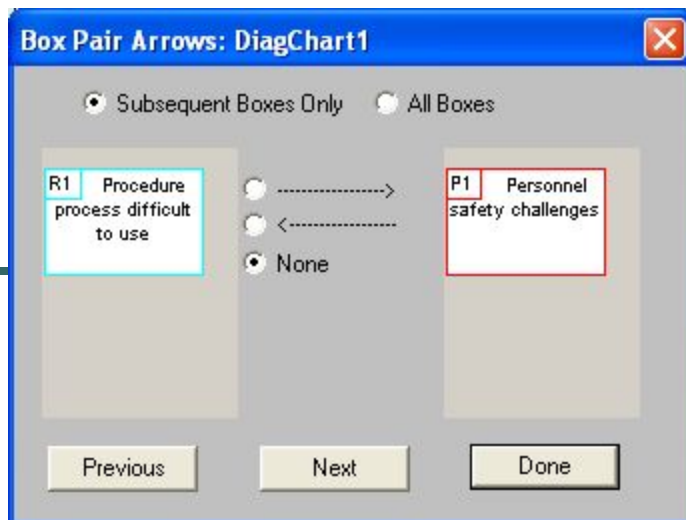 Box Pair Arrows: DiagChart1
Subsequent Boxes Only All Boxes
R1 Procedure
process difficult
to use
----------------->
<-----------------
None
P1 Personnel
safety challenges
Previous Next Done